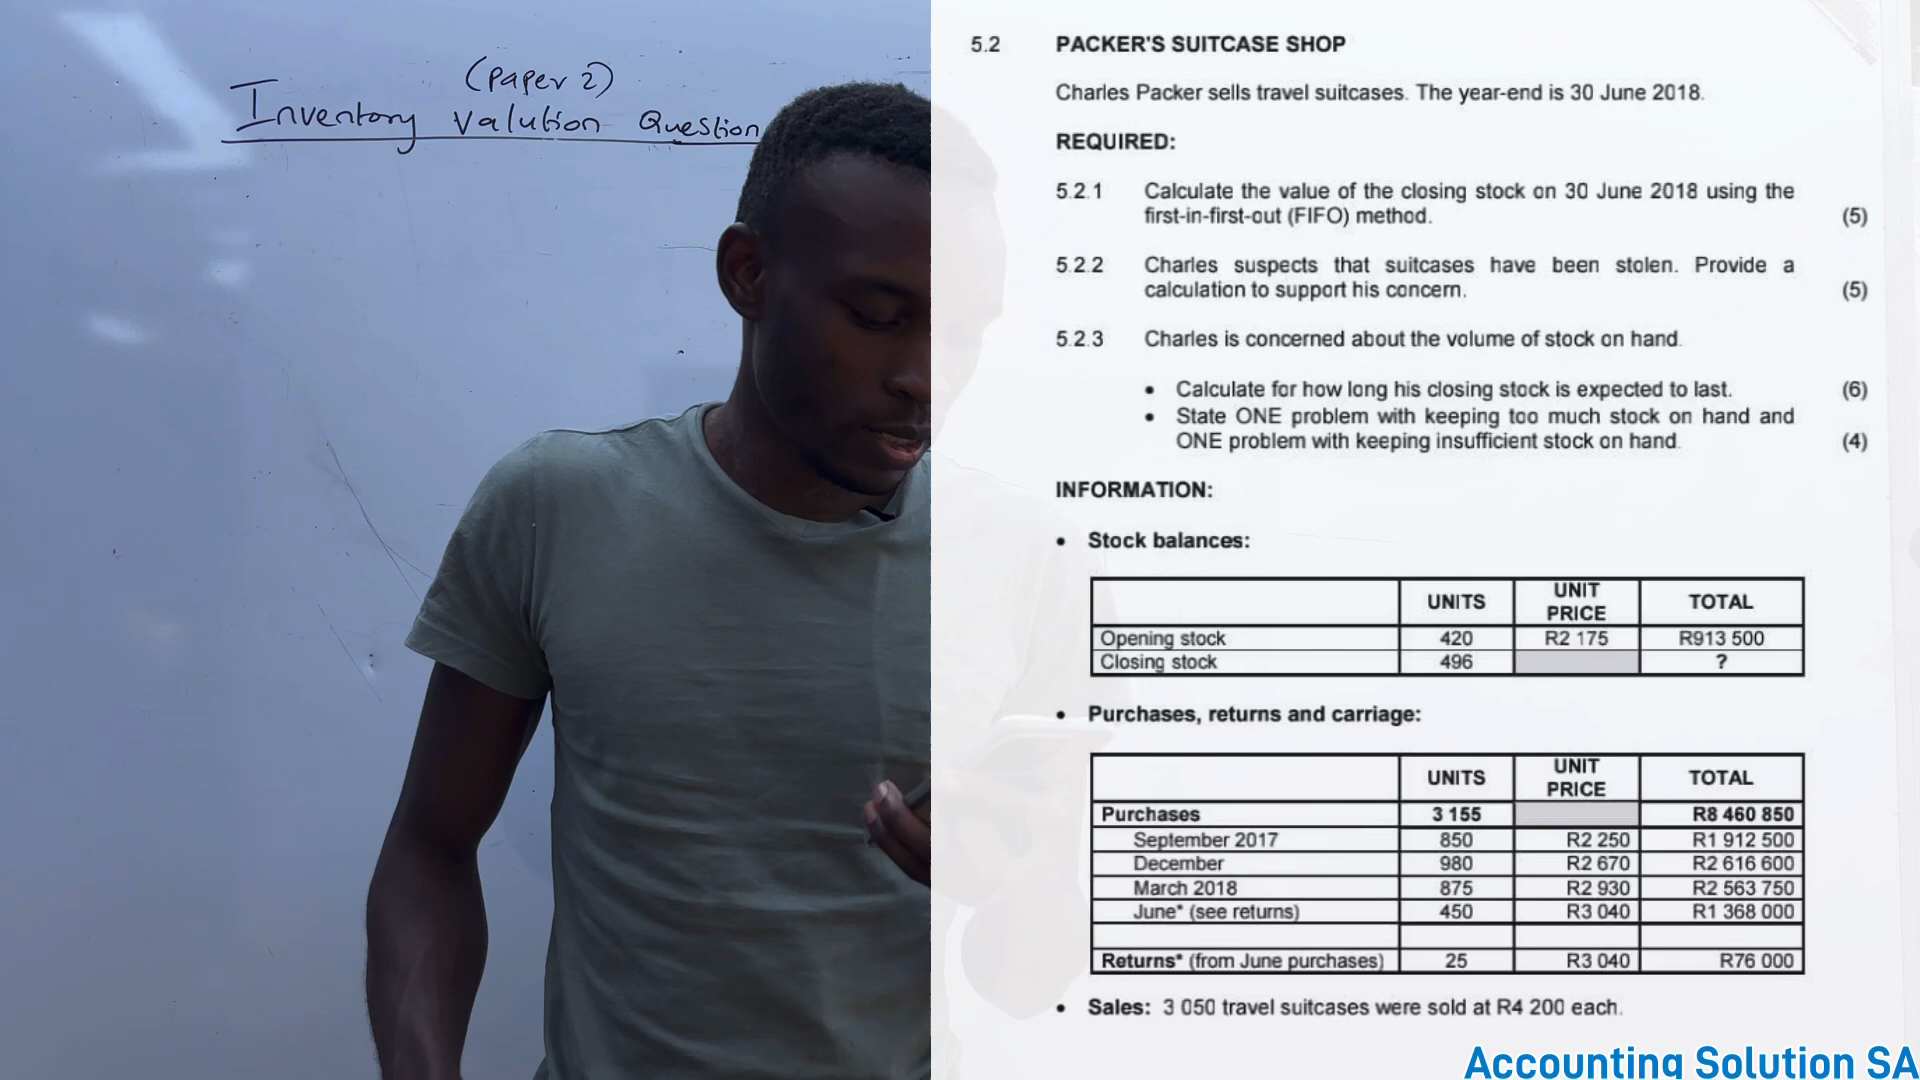 (Paper 2)
Inventory Valution Question
5.2 PACKER'S SUITCASE SHOP
Charles Packer sells travel suitcases. The year-end is 30 June 2018.
REQUIRED:
5.2.1 Calculate the value of the closing stock on 30 June 2018 using the
first-in-first-out (FIFO) method. (5)
5.2.2 Charles suspects that suitcases have been stolen. Provide a
calculation to support his concern. (5)
5.2.3 Charles is concerned about the volume of stock on hand.
• Calculate for how long his closing stock is expected to last. (6)
• State ONE problem with keeping too much stock on hand and
ONE problem with keeping insufficient stock on hand. (4)
INFORMATION:
• Stock balances:
UNITS UNIT PRICE TOTAL
Opening stock 420 R2 175 R913 500
Closing stock 496 ?
• Purchases, returns and carriage:
UNITS UNIT PRICE TOTAL
Purchases 3 155 R8 460 850
September 2017 850 R2 250 R1 912 500
December 980 R2 670 R2 616 600
March 2018 875 R2 930 R2 563 750
June* (see returns) 450 R3 040 R1 368 000
Returns* (from June purchases) 25 R3 040 R76 000
• Sales: 3 050 travel suitcases were sold at R4 200 each.
Accounting Solution SA